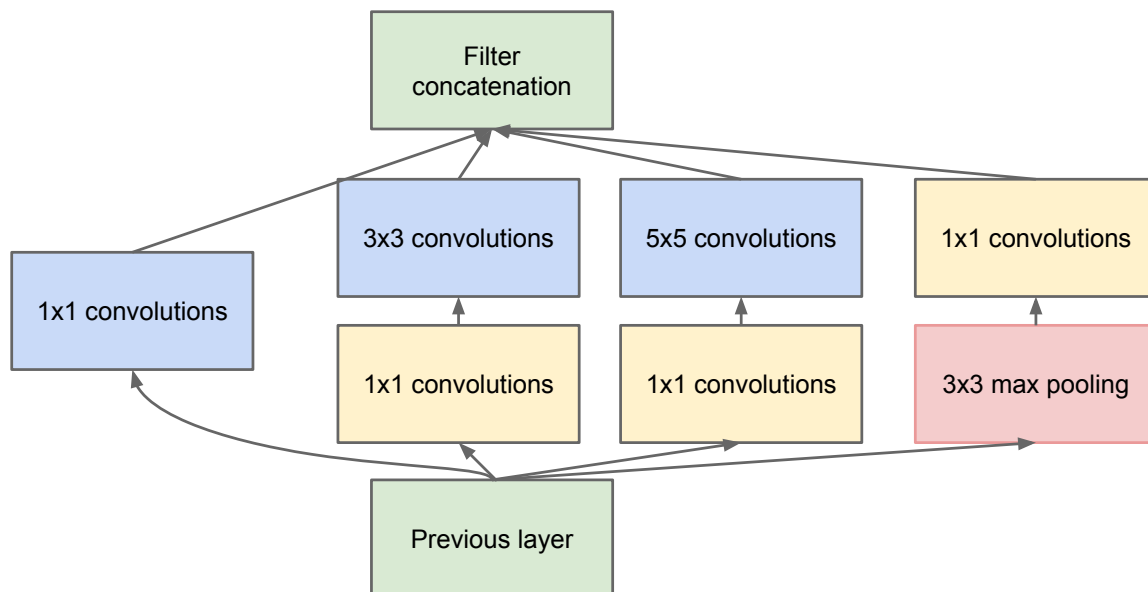 Filter
concatenation
3x3 convolutions
5x5 convolutions
1x1 convolutions
1x1 convolutions
1x1 convolutions
1x1 convolutions
3x3 max pooling
Previous layer